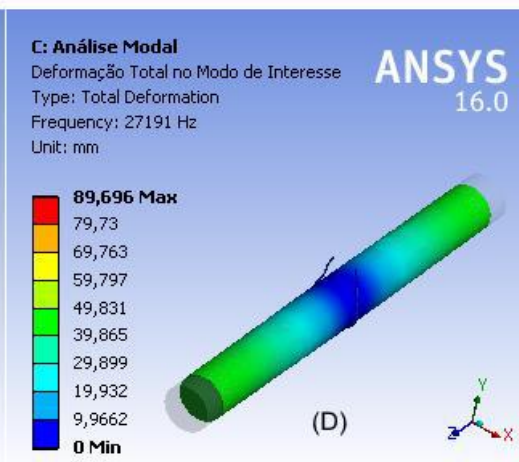 C: Análise Modal
Deformação Total no Modo de Interesse
Type: Total Deformation
Frequency: 27191 Hz
Unit: mm
ANSYS
16.0
89,696 Max
79,73
69,763
59,797
49,831
39,865
29,899
19,932
9,9662
0 Min
(D)
Y
Z
X